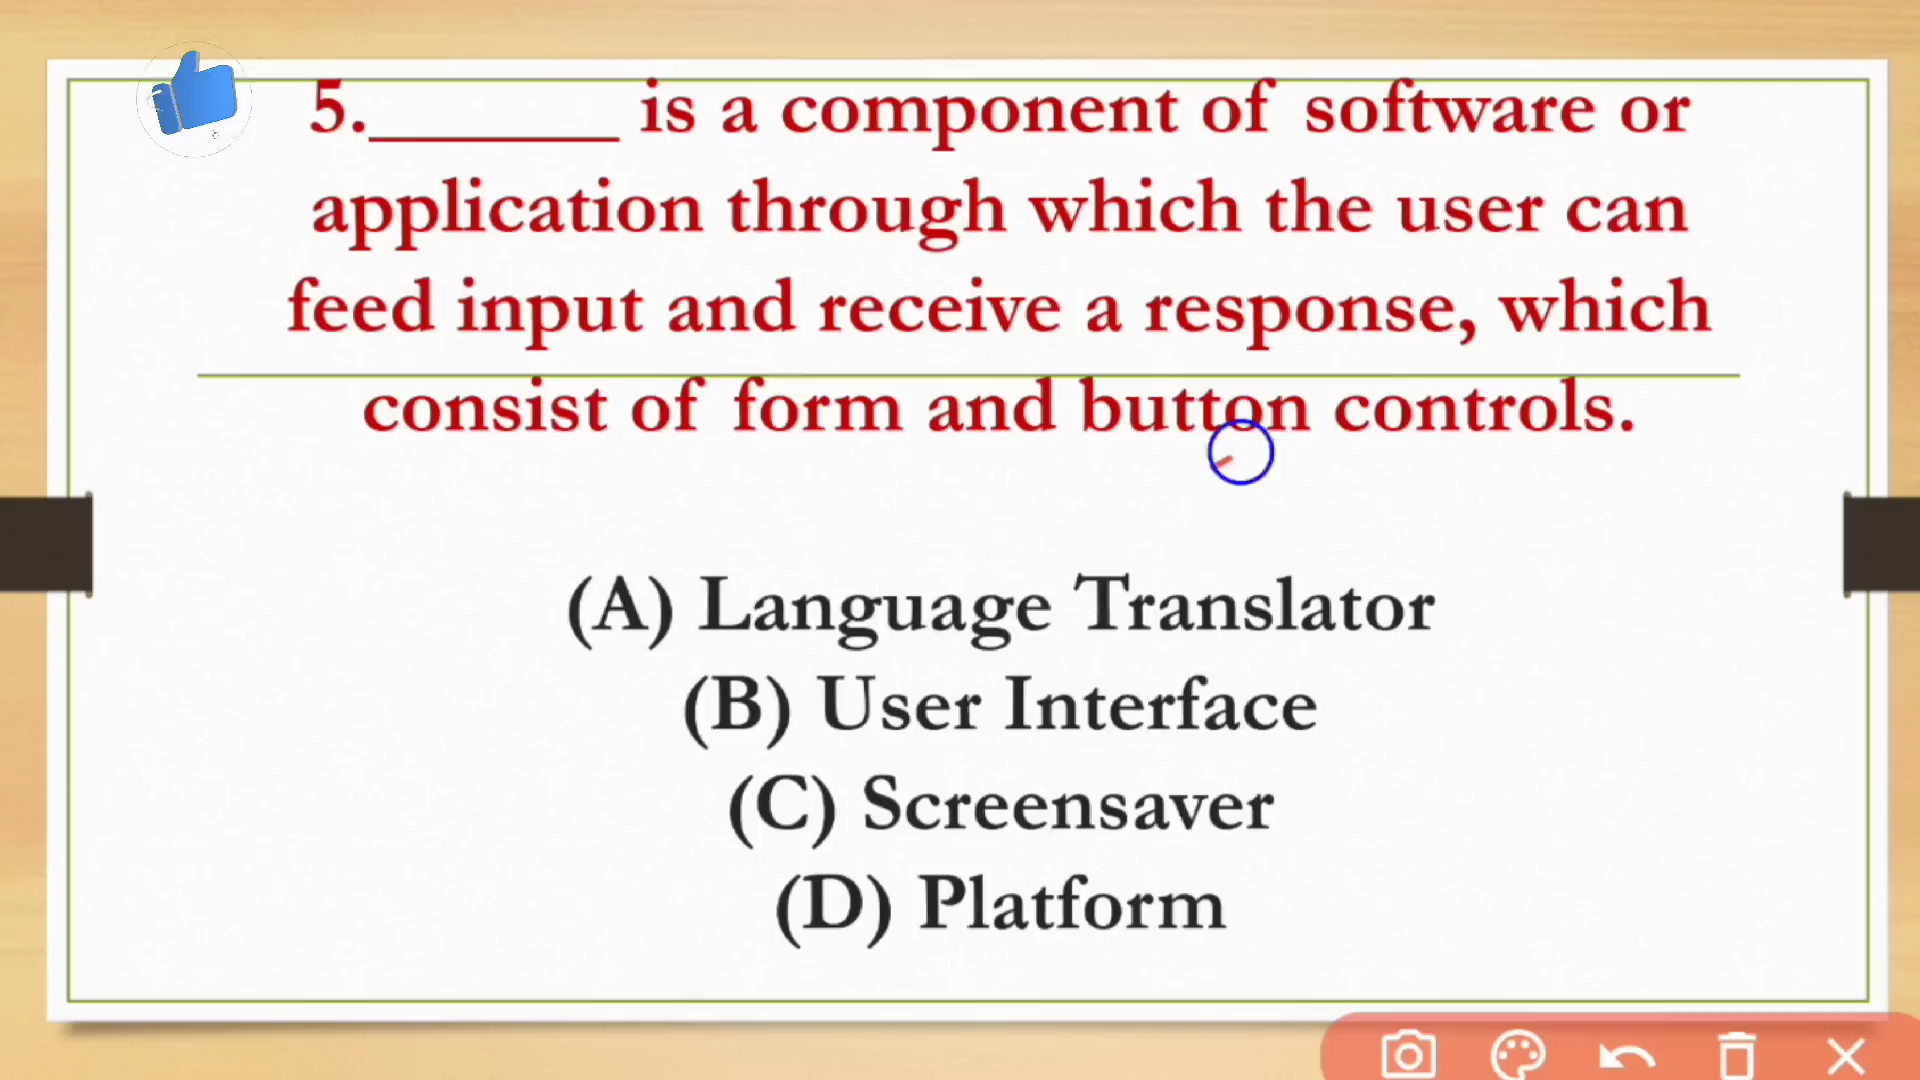 5.______ is a component of software or
application through which the user can
feed input and receive a response, which
consist of form and button controls.
(A) Language Translator
(B) User Interface
(C) Screensaver
(D) Platform